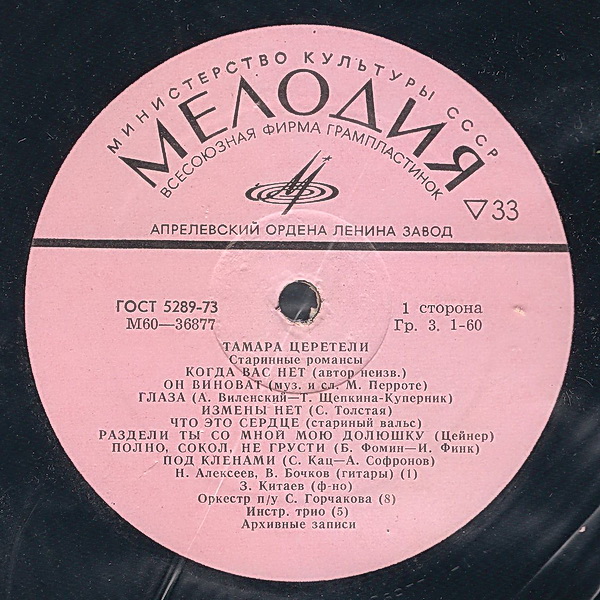 МИНИСТЕРСТВО КУЛЬТУРЫ СССР
МЕЛОДИЯ
ВСЕСОЮЗНАЯ ФИРМА ГРАМПЛАСТИНОК
▽33
АПРЕЛЕВСКИЙ ОРДЕНА ЛЕНИНА ЗАВОД
ГОСТ 5289-73
М60—36877
1 сторона
Гр. 3. 1-60
ТАМАРА ЦЕРЕТЕЛИ
Старинные романсы
КОГДА ВАС НЕТ (автор неизв.)
ОН ВИНОВАТ (муз. и сл. М. Перроте)
ГЛАЗА (А. Виленский—Т. Щепкина-Куперник)
ИЗМЕНЫ НЕТ (С. Толстая)
ЧТО ЭТО СЕРДЦЕ (стариный вальс)
РАЗДЕЛИ ТЫ СО МНОЙ МОЮ ДОЛЮШКУ (Цейнер)
ПОЛНО, СОКОЛ, НЕ ГРУСТИ (Б. Фомин—И. Финк)
ПОД КЛЕНАМИ (С. Кац—А. Софронов)
Н. Алексеев, В. Бочков (гитары) (1)
З. Китаев (ф-но)
Оркестр п/у С. Горчакова (8)
Инстр. трио (5)
Архивные записи